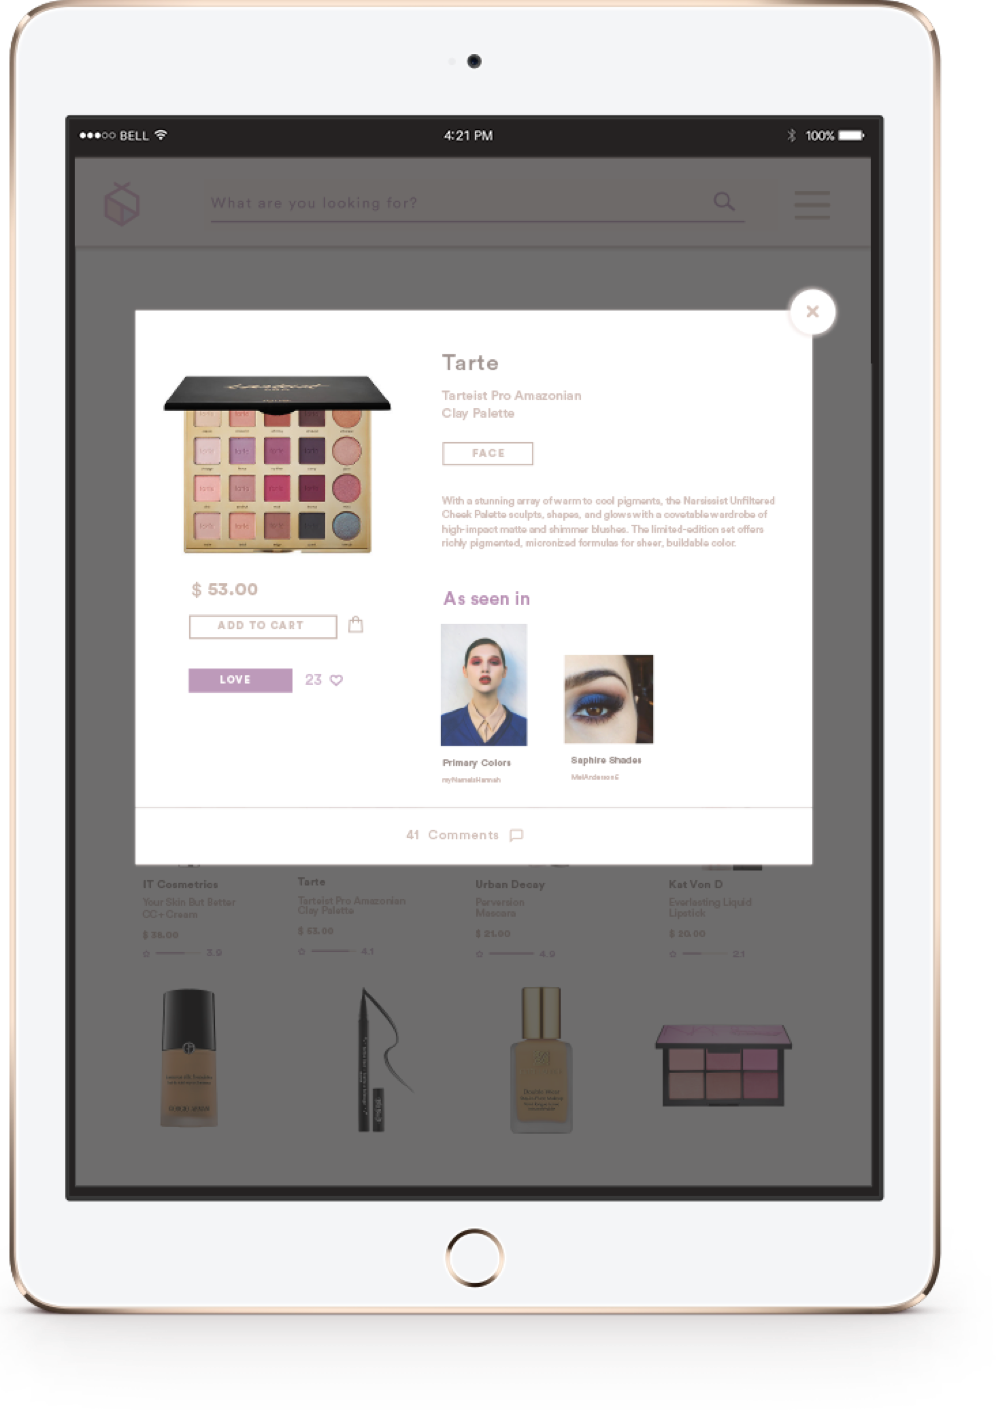 BELL
4:21 PM
100%
What are you looking for?
Tarte
Tarteist Pro Amazonian
Clay Palette
FACE
With a stunning array of warm to cool pigments, the Narsissist Unfiltered
Cheek Palette sculpts, shapes, and glows with a covetable wardrobe of
high-impact matte and shimmer blushes. The limited-edition set offers
richly pigmented, micronized formulas for sheer, buildable color.
$ 53.00
ADD TO CART
LOVE
23
As seen in
Primary Colors
myNameIsHannah
Saphire Shades
MelAnderson
41 Comments
IT Cosmetrics
Your Skin But Better
CC+ Cream
$ 38.00
3.9
Tarte
Tarteist Pro Amazonian
Clay Palette
$ 53.00
4.1
Urban Decay
Perversion
Mascara
$ 21.00
4.9
Kat Von D
Everlasting Liquid
Lipstick
$ 20.00
2.1